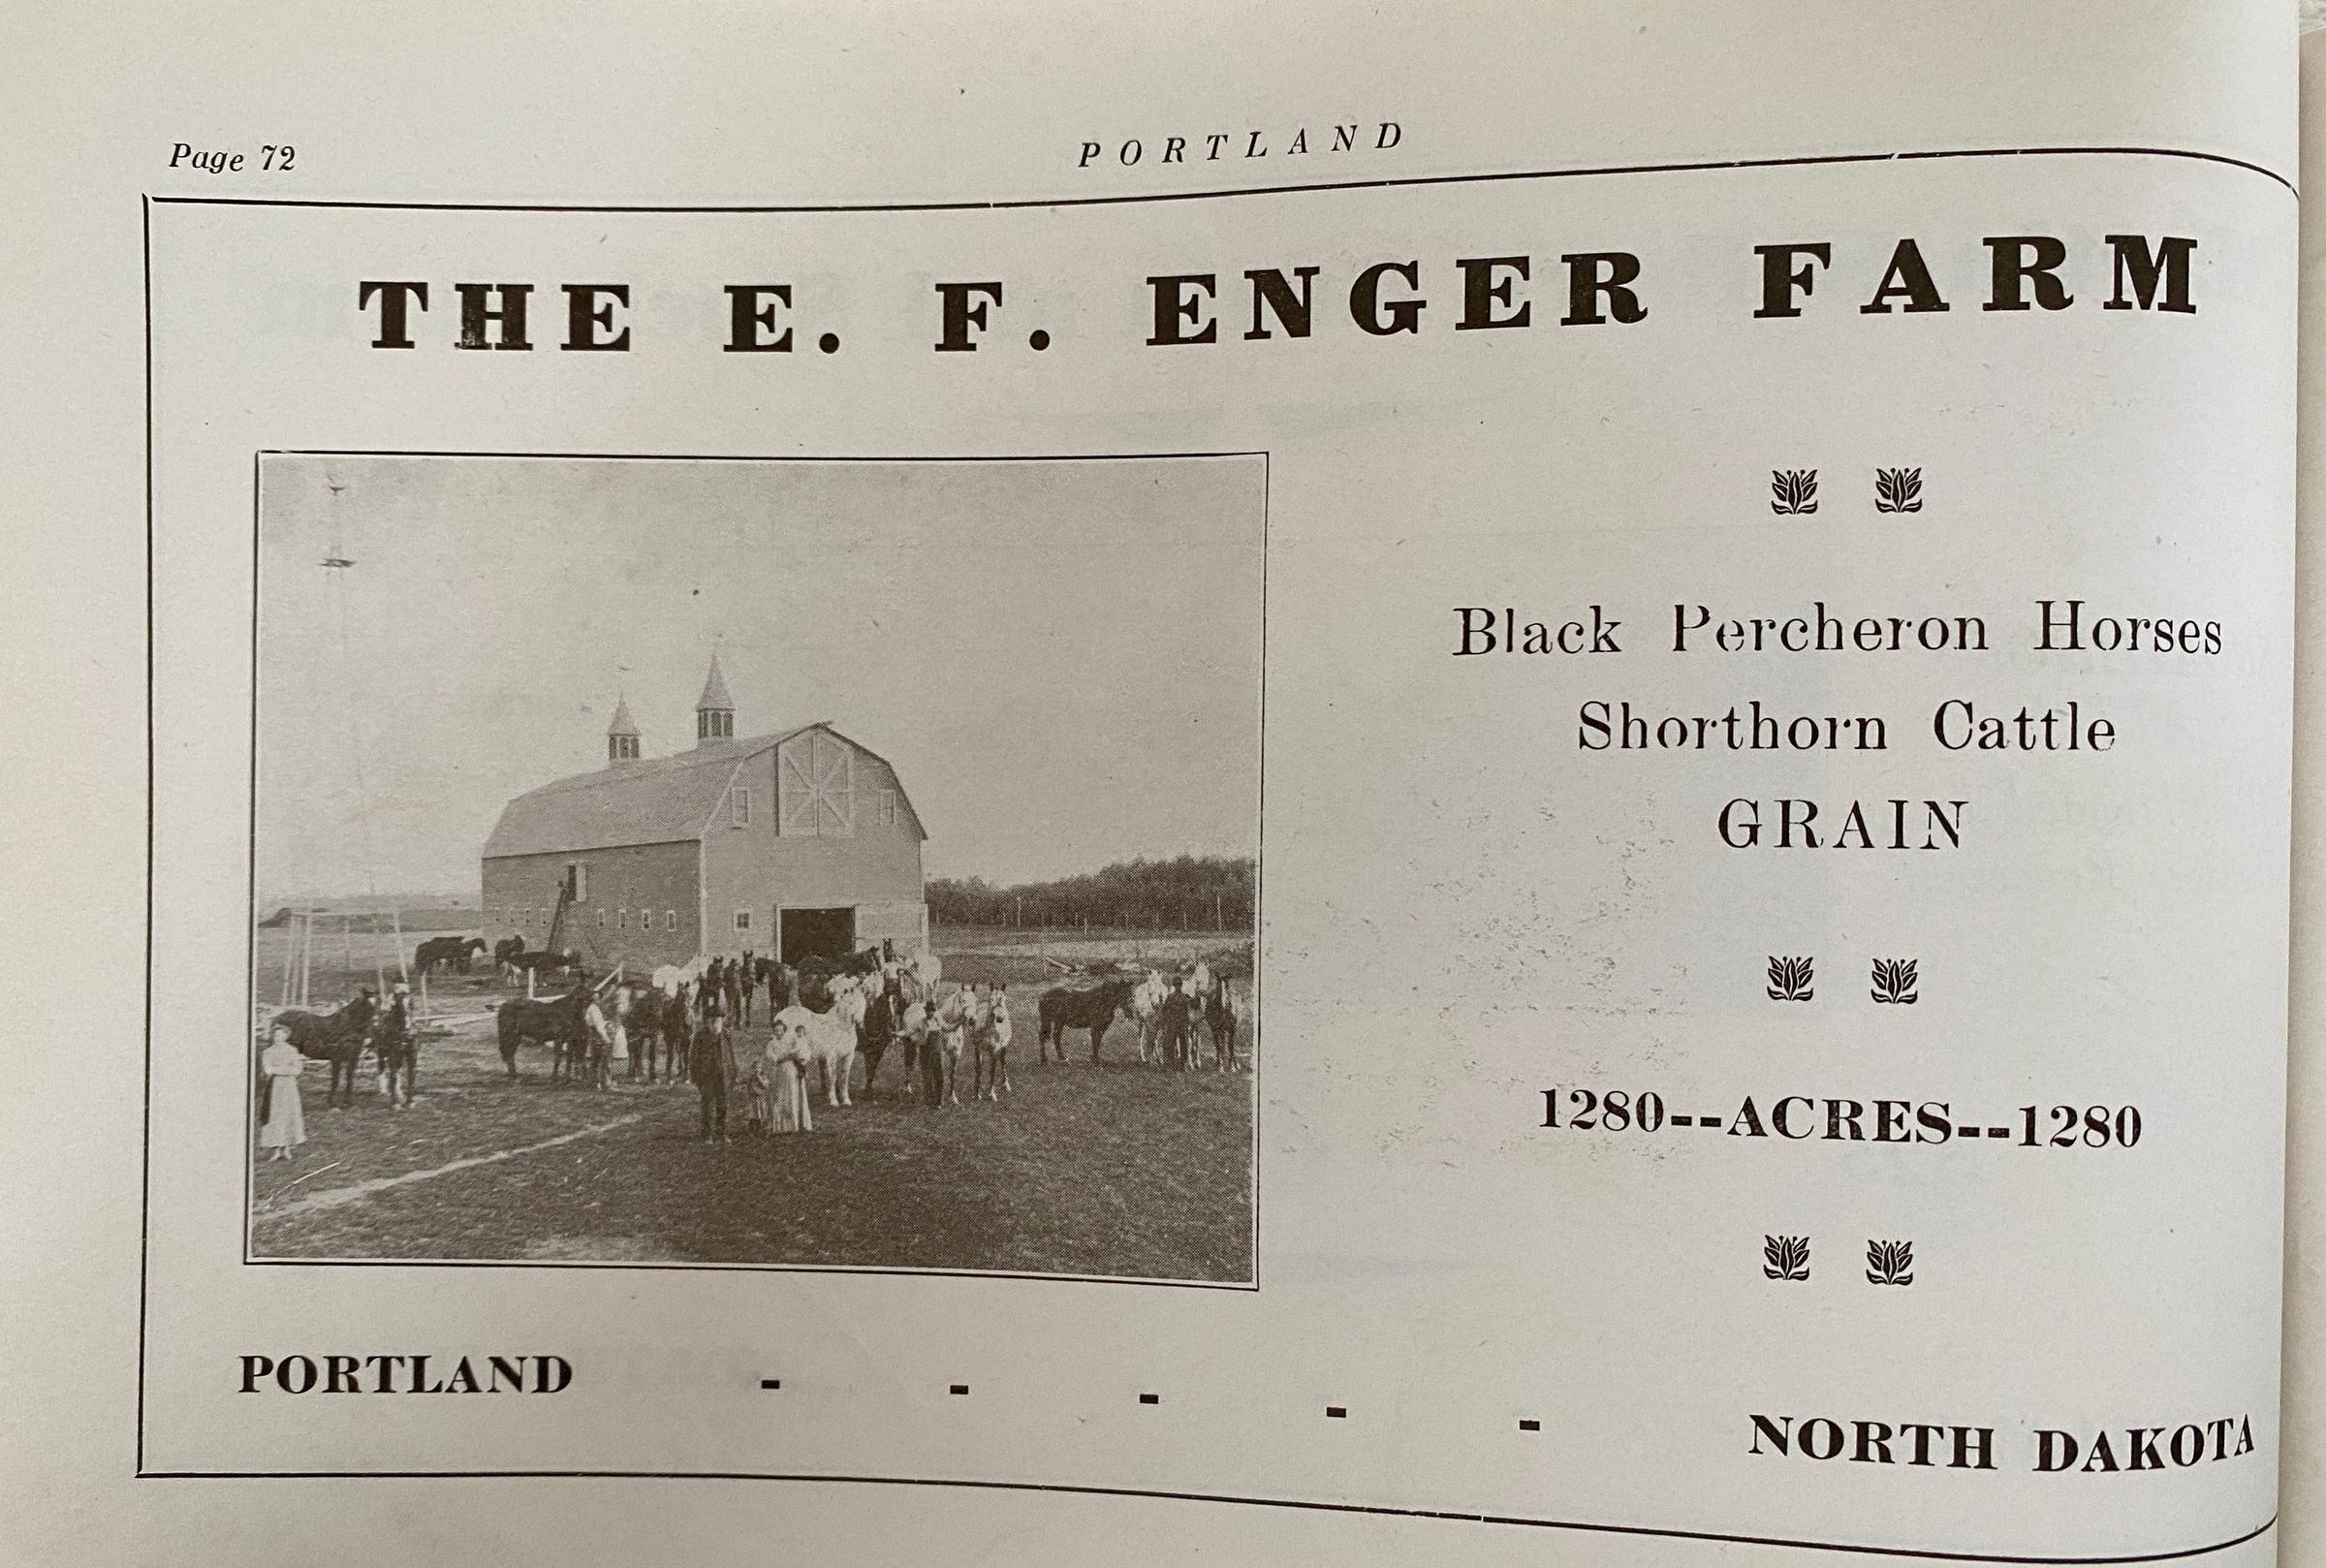 Page 72
PORTLAND
THE E. F. ENGER FARM
Black Percheron Horses
Shorthorn Cattle
GRAIN
1280--ACRES--1280
PORTLAND - - - - - NORTH DAKOTA